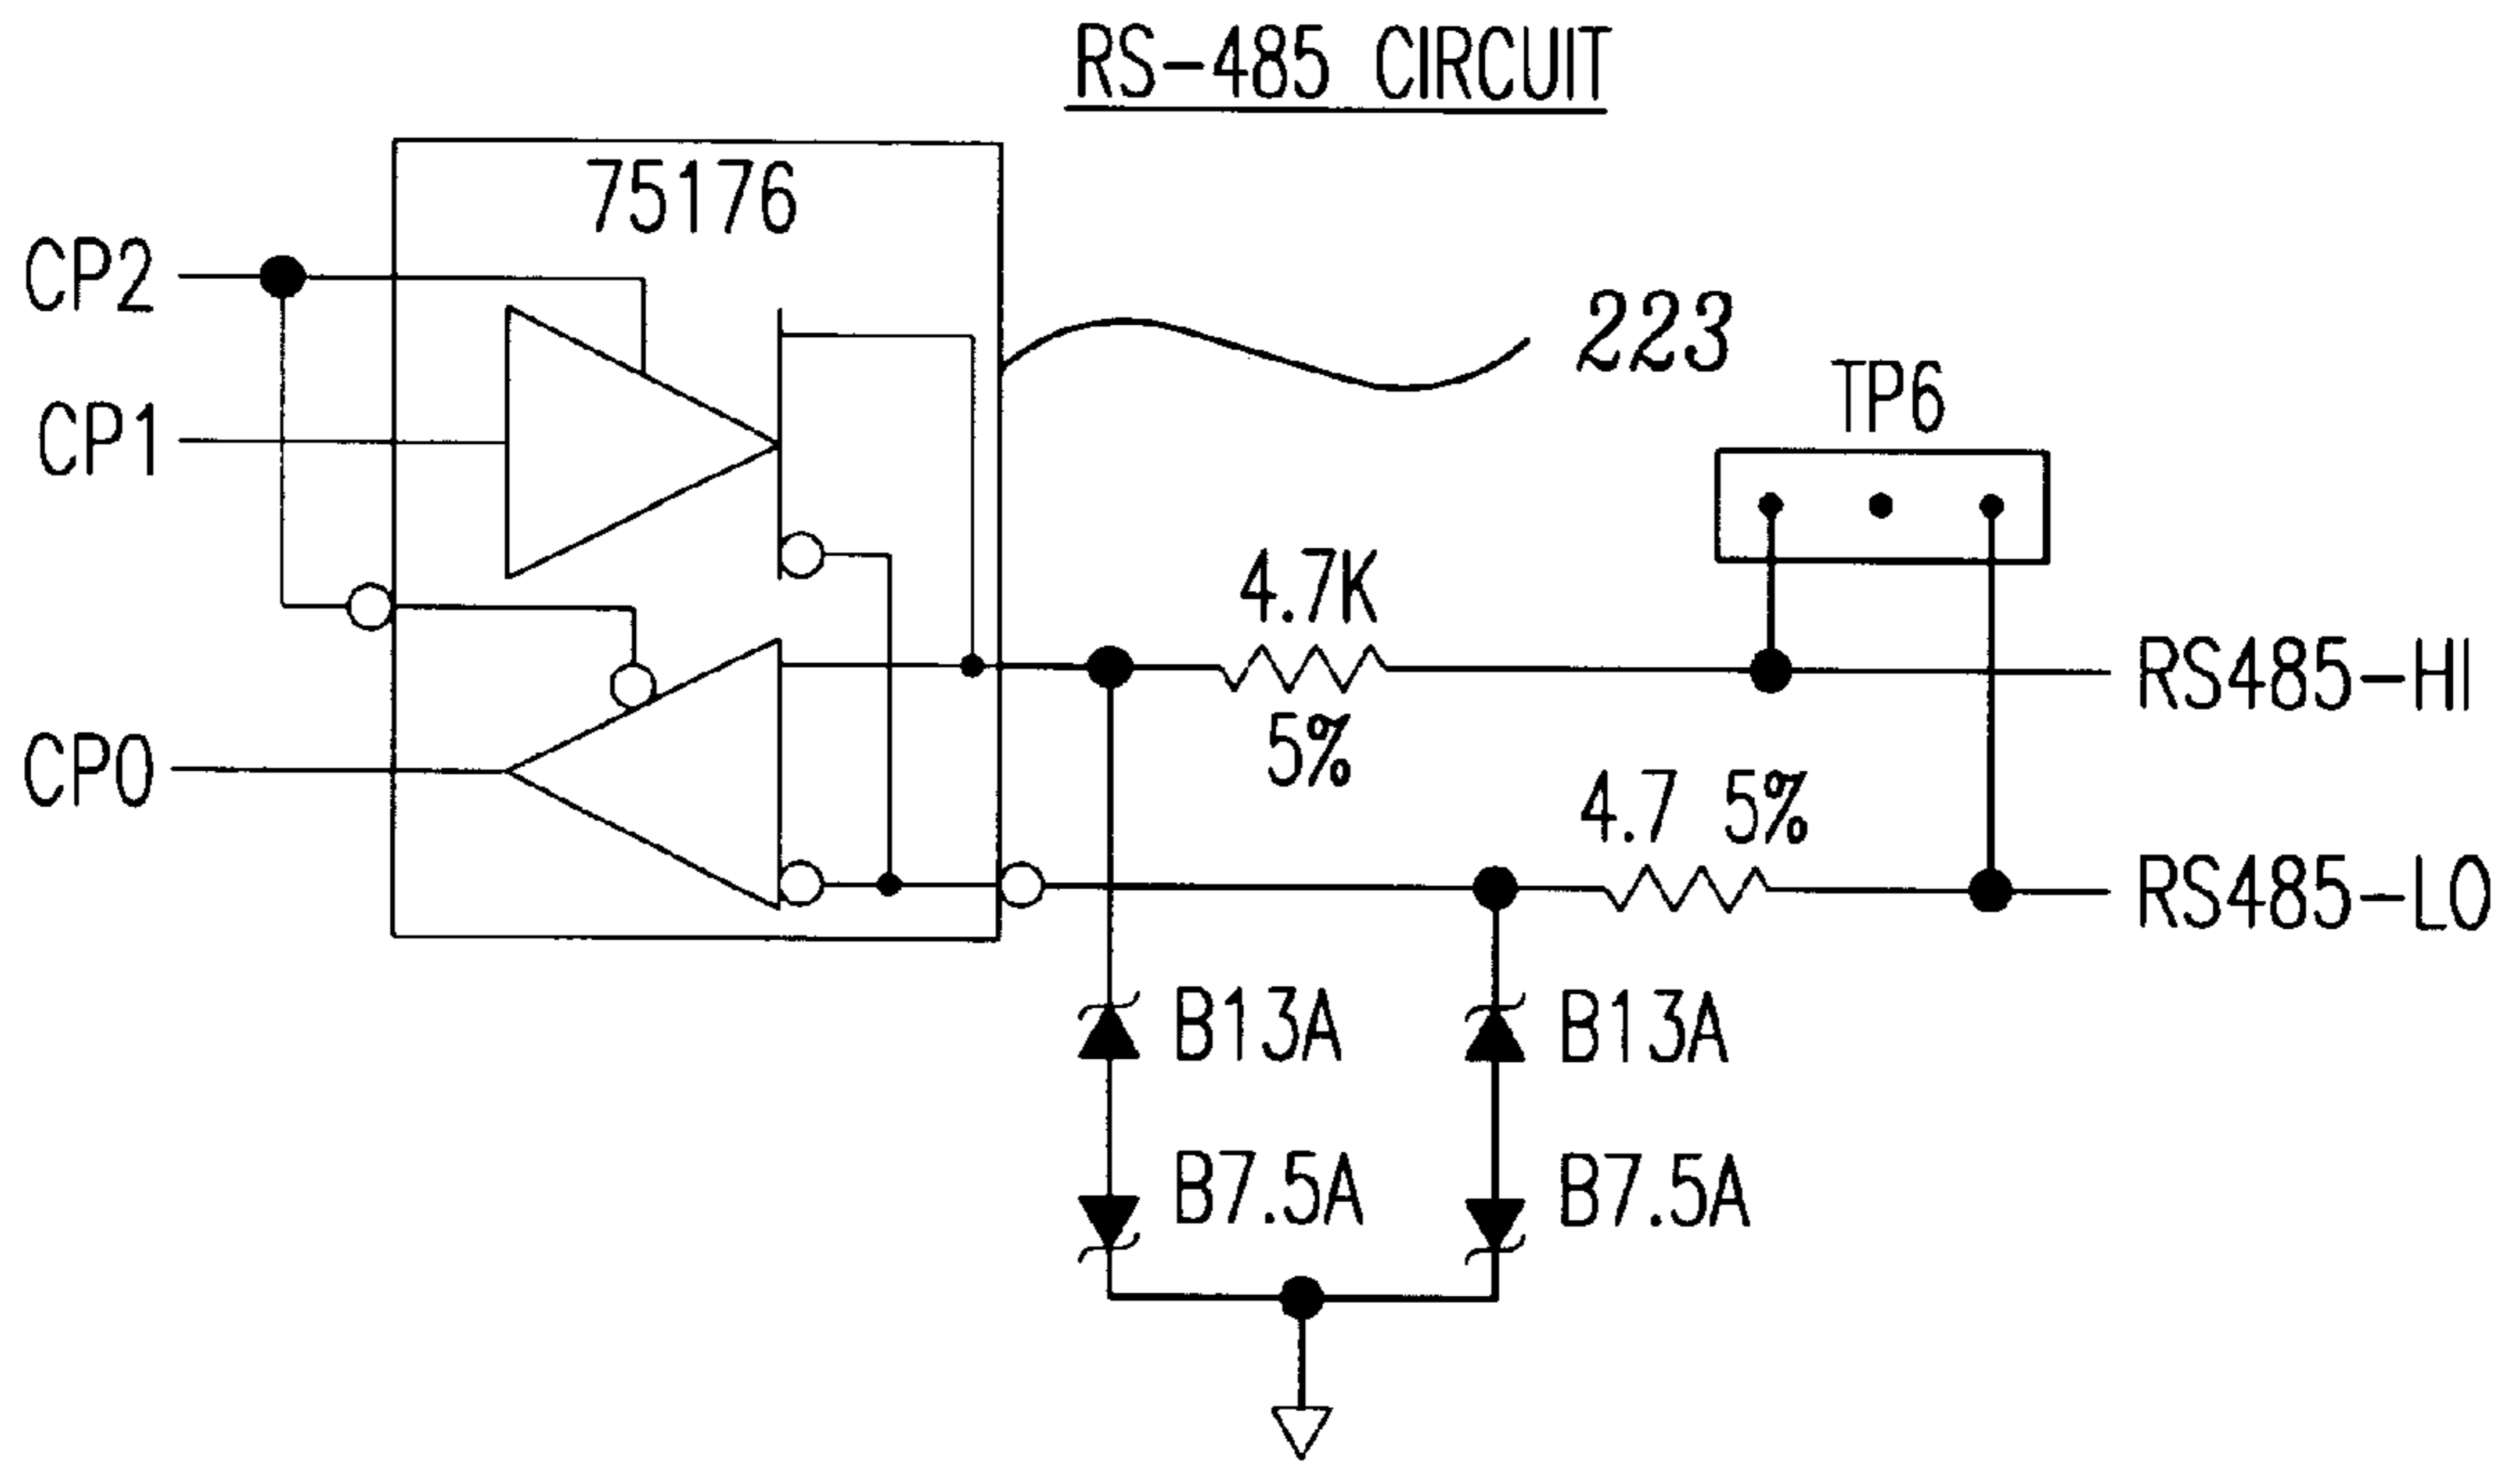 RS-485 CIRCUIT
75176
CP2
223
TP6
CP1
4.7K
5%
RS485-HI
CP0
4.7 5%
RS485-LO
B13A
B13A
B7.5A
B7.5A